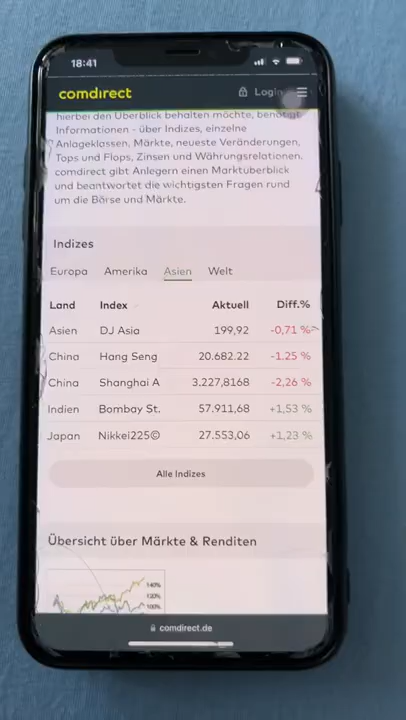 18:41
comdirect Login
hierbei den Überblick behalten möchte, benötigt
Informationen - über Indizes, einzelne
Anlageklassen, Märkte, neueste Veränderungen,
Tops und Flops, Zinsen und Währungsrelationen.
comdirect gibt Anlegern einen Marktüberblick
und beantwortet die wichtigsten Fragen rund
um die Börse und Märkte.
Indizes
Europa Amerika Asien Welt
Land Index Aktuell Diff.%
Asien DJ Asia 199,92 -0,71 %
China Hang Seng 20.682.22 -1.25 %
China Shanghai A 3.227,8168 -2,26 %
Indien Bombay St. 57.911,68 +1,53 %
Japan Nikkei225© 27.553,06 +1,23 %
Alle Indizes
Übersicht über Märkte & Renditen
140%
120%
100%
comdirect.de